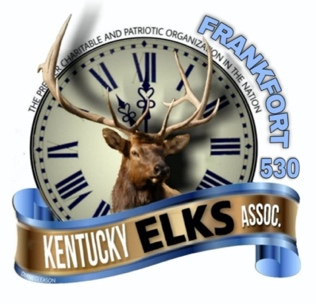 THE PREMIER CHARITABLE AND PATRIOTIC ORGANIZATION IN THE NATION
FRANKFORT
530
KENTUCKY ELKS ASSOC.